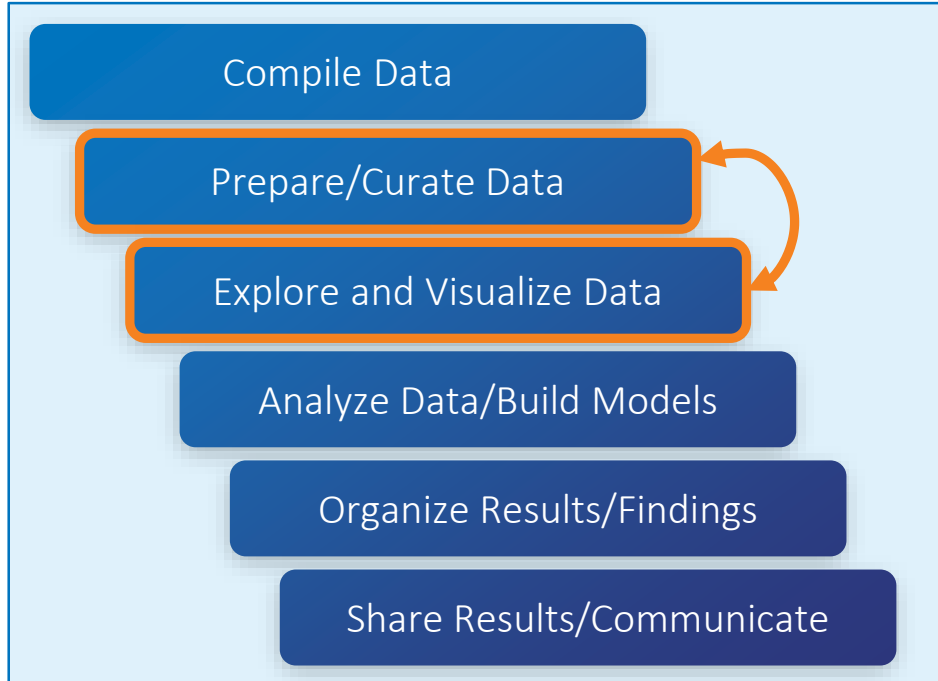 Compile Data
Prepare/Curate Data
Explore and Visualize Data
Analyze Data/Build Models
Organize Results/Findings
Share Results/Communicate